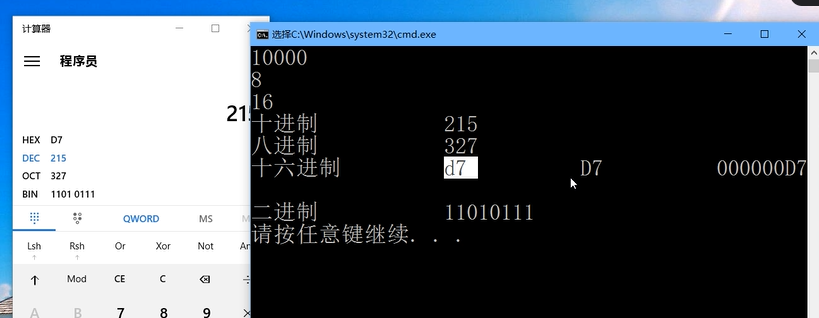 计算器
程序员
215
HEX D7
DEC 215
OCT 327
BIN 1101 0111
QWORD MS
Lsh Rsh Or Xor Not
Mod CE C
A B 7 8 9
选择C:\Windows\system32\cmd.exe
10000
8
16
十进制 215
八进制 327
十六进制 d7 D7 000000D7
二进制 11010111
请按任意键继续. . .